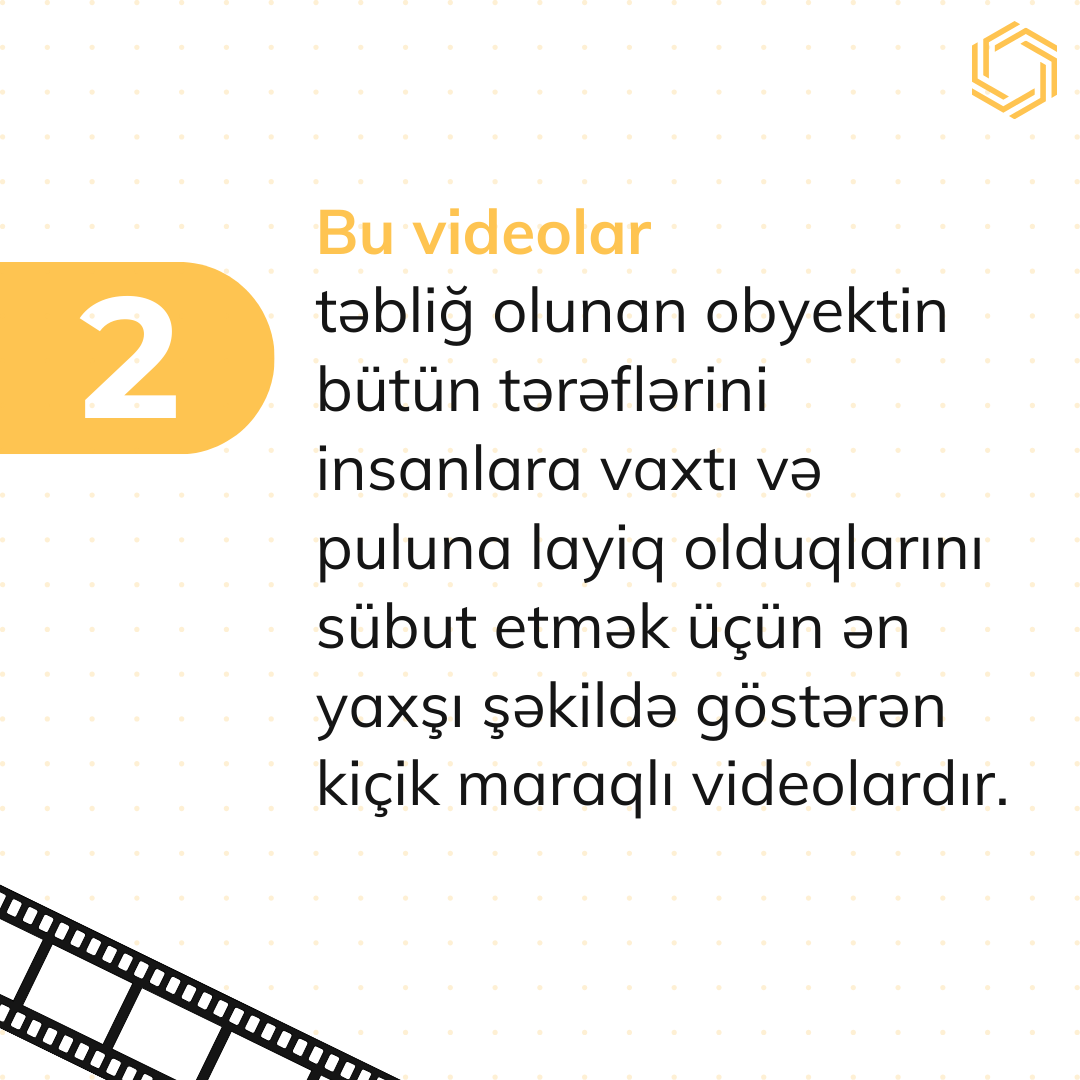 2
Bu videolar
təbliğ olunan obyektin
bütün tərəflərini
insanlara vaxtı və
puluna layiq olduqlarını
sübut etmək üçün ən
yaxşı şəkildə göstərən
kiçik maraqlı videolardır.